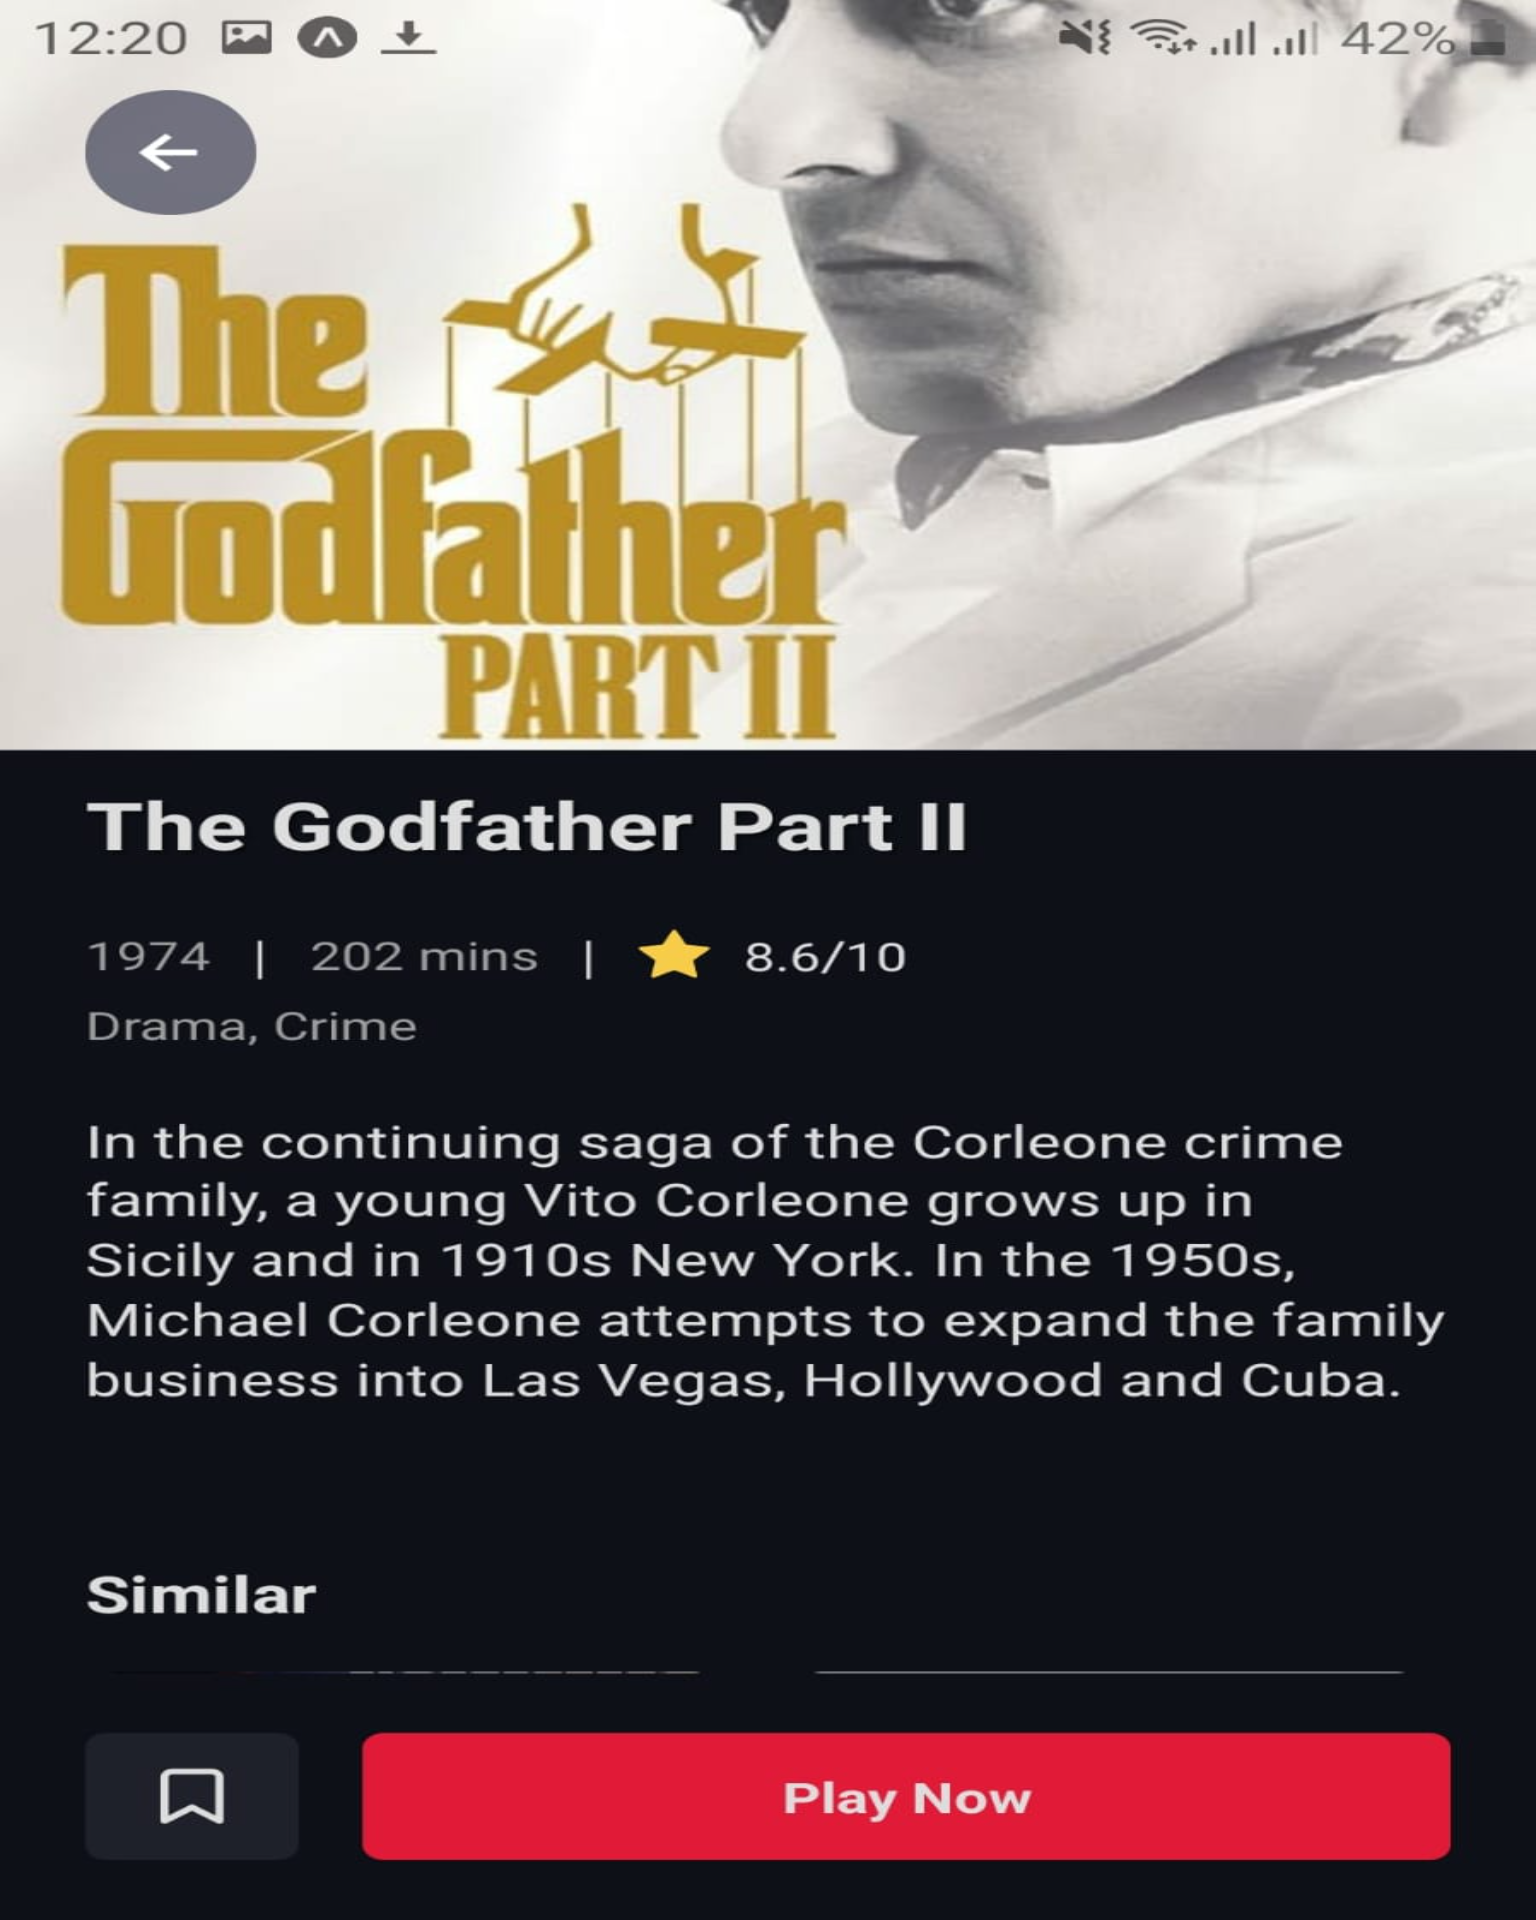 12:20
42%
The
Godfather
PART II
The Godfather Part II
1974 | 202 mins | 8.6/10
Drama, Crime
In the continuing saga of the Corleone crime
family, a young Vito Corleone grows up in
Sicily and in 1910s New York. In the 1950s,
Michael Corleone attempts to expand the family
business into Las Vegas, Hollywood and Cuba.
Similar
Play Now